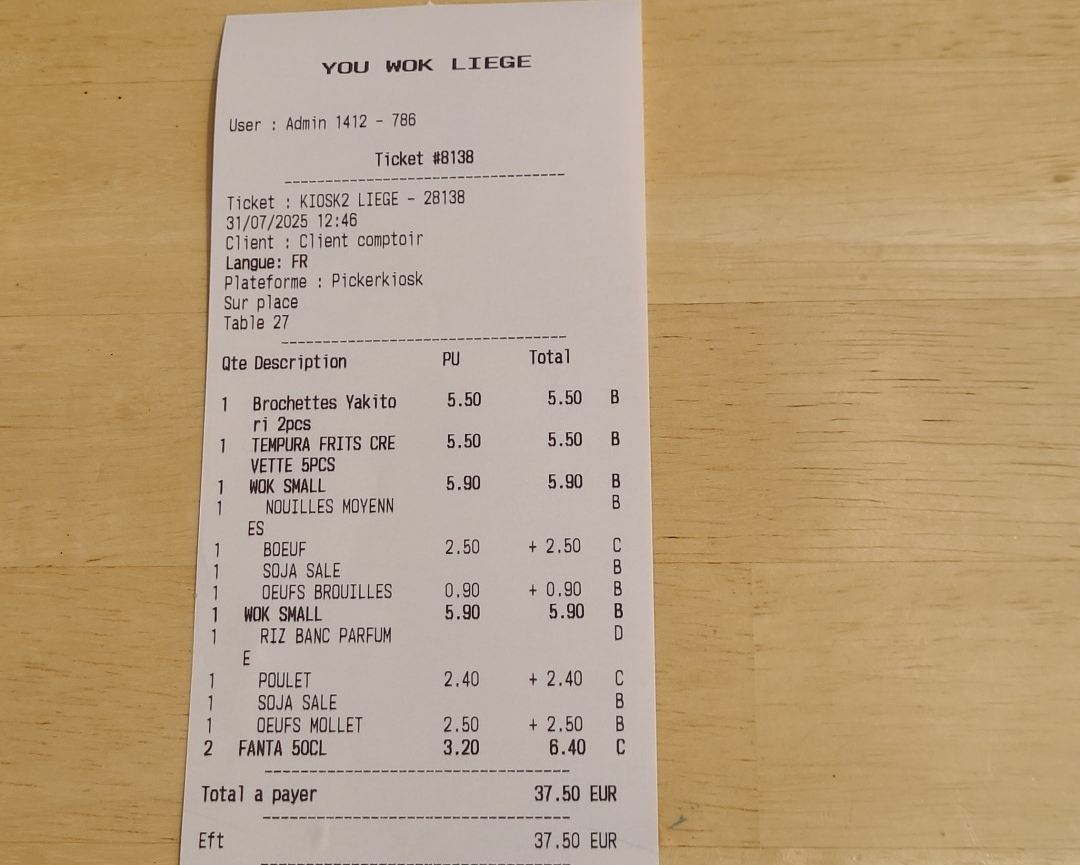 YOU WOK LIEGE
User : Admin 1412 - 786
Ticket #8138
Ticket : KIOSK2 LIEGE - 28138
31/07/2025 12:46
Client : Client comptoir
Langue: FR
Plateforme : Pickerkiosk
Sur place
Table 27
Qte Description PU Total
1 Brochettes Yakito 5.50 5.50 B
ri 2pcs
1 TEMPURA FRITS CRE 5.50 5.50 B
VETTE 5PCS
1 WOK SMALL 5.90 5.90 B
1 NOUILLES MOYENN B
ES
1 BOEUF 2.50 + 2.50 C
1 SOJA SALE B
1 OEUFS BROUILLES 0.90 + 0.90 B
1 WOK SMALL 5.90 5.90 B
1 RIZ BANC PARFUM D
E
1 POULET 2.40 + 2.40 C
1 SOJA SALE B
1 OEUFS MOLLET 2.50 + 2.50 B
2 FANTA 50CL 3.20 6.40 C
Total a payer 37.50 EUR
Eft 37.50 EUR